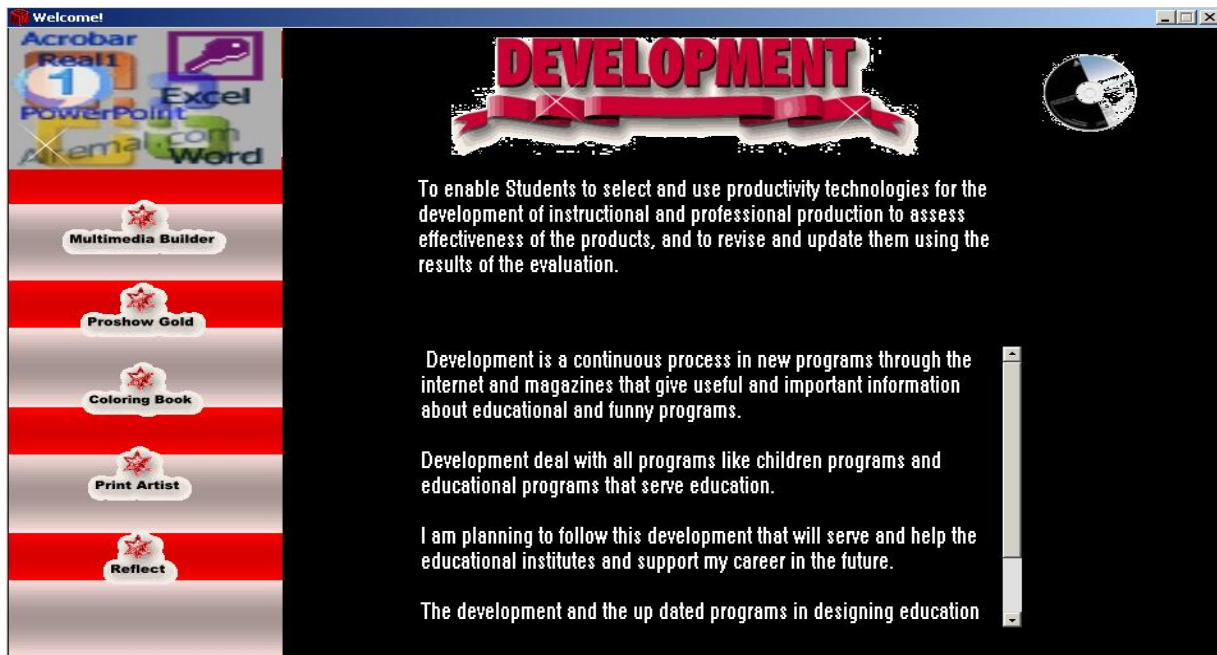 Welcome!
Acrobar
Real1
1
Excel
PowerPoint
.com
Word
DEVELOPMENT
Multimedia Builder
Proshow Gold
Coloring Book
Print Artist
Reflect
To enable Students to select and use productivity technologies for the
development of instructional and professional production to assess
effectiveness of the products, and to revise and update them using the
results of the evaluation.
Development is a continuous process in new programs through the
internet and magazines that give useful and important information
about educational and funny programs.
Development deal with all programs like children programs and
educational programs that serve education.
I am planning to follow this development that will serve and help the
educational institutes and support my career in the future.
The development and the up dated programs in designing education